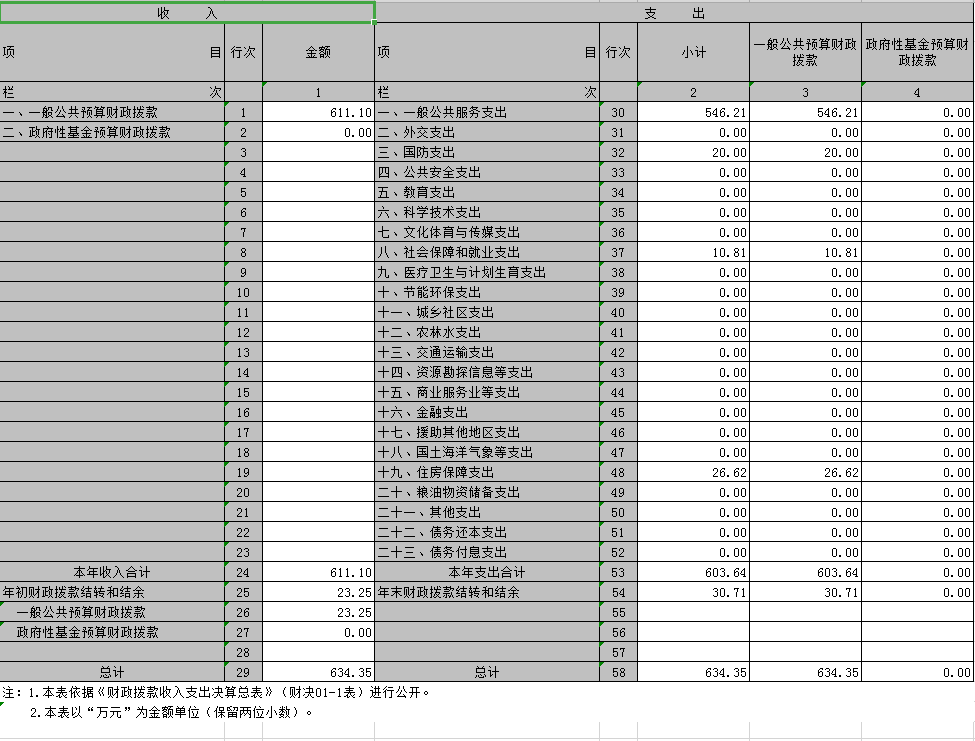 收 入 支 出
项 目 行次 金额 项 目 行次 小计 一般公共预算财政拨款 政府性基金预算财政拨款
栏 次 1 栏 次 2 3 4
一、一般公共预算财政拨款 1 611.10 一、一般公共服务支出 30 546.21 546.21 0.00
二、政府性基金预算财政拨款 2 0.00 二、外交支出 31 0.00 0.00 0.00
3 三、国防支出 32 20.00 20.00 0.00
4 四、公共安全支出 33 0.00 0.00 0.00
5 五、教育支出 34 0.00 0.00 0.00
6 六、科学技术支出 35 0.00 0.00 0.00
7 七、文化体育与传媒支出 36 0.00 0.00 0.00
8 八、社会保障和就业支出 37 10.81 10.81 0.00
9 九、医疗卫生与计划生育支出 38 0.00 0.00 0.00
10 十、节能环保支出 39 0.00 0.00 0.00
11 十一、城乡社区支出 40 0.00 0.00 0.00
12 十二、农林水支出 41 0.00 0.00 0.00
13 十三、交通运输支出 42 0.00 0.00 0.00
14 十四、资源勘探信息等支出 43 0.00 0.00 0.00
15 十五、商业服务业等支出 44 0.00 0.00 0.00
16 十六、金融支出 45 0.00 0.00 0.00
17 十七、援助其他地区支出 46 0.00 0.00 0.00
18 十八、国土海洋气象等支出 47 0.00 0.00 0.00
19 十九、住房保障支出 48 26.62 26.62 0.00
20 二十、粮油物资储备支出 49 0.00 0.00 0.00
21 二十一、其他支出 50 0.00 0.00 0.00
22 二十二、债务还本支出 51 0.00 0.00 0.00
23 二十三、债务付息支出 52 0.00 0.00 0.00
本年收入合计 24 611.10 本年支出合计 53 603.64 603.64 0.00
年初财政拨款结转和结余 25 23.25 年末财政拨款结转和结余 54 30.71 30.71 0.00
一般公共预算财政拨款 26 23.25 55
政府性基金预算财政拨款 27 0.00 56
28 57
总计 29 634.35 总计 58 634.35 634.35 0.00
注：1.本表依据《财政拨款收入支出决算总表》（财决01-1表）进行公开。
2.本表以“万元”为金额单位（保留两位小数）。